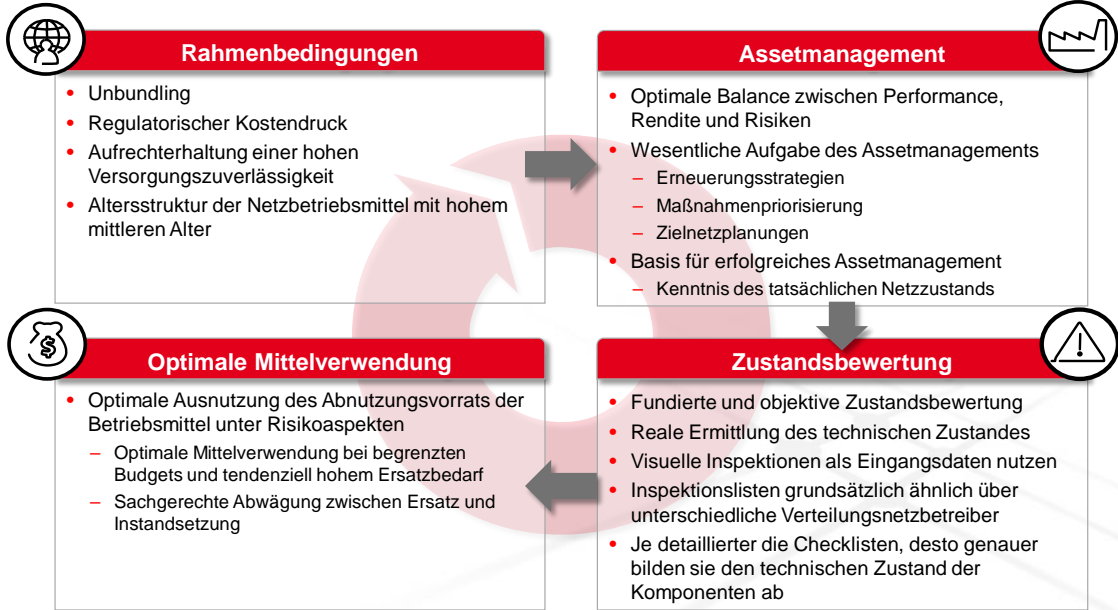 Rahmenbedingungen
• Unbundling
• Regulatorischer Kostendruck
• Aufrechterhaltung einer hohen
Versorgungszuverlässigkeit
• Altersstruktur der Netzbetriebsmittel mit hohem
mittleren Alter
Assetmanagement
• Optimale Balance zwischen Performance,
Rendite und Risiken
• Wesentliche Aufgabe des Assetmanagements
– Erneuerungsstrategien
– Maßnahmenpriorisierung
– Zielnetzplanungen
• Basis für erfolgreiches Assetmanagement
– Kenntnis des tatsächlichen Netzzustands
$
Optimale Mittelverwendung
• Optimale Ausnutzung des Abnutzungsvorrats der
Betriebsmittel unter Risikoaspekten
– Optimale Mittelverwendung bei begrenzten
Budgets und tendenziell hohem Ersatzbedarf
– Sachgerechte Abwägung zwischen Ersatz und
Instandsetzung
Zustandsbewertung
• Fundierte und objektive Zustandsbewertung
• Reale Ermittlung des technischen Zustandes
• Visuelle Inspektionen als Eingangsdaten nutzen
• Inspektionslisten grundsätzlich ähnlich über
unterschiedliche Verteilungsnetzbetreiber
• Je detaillierter die Checklisten, desto genauer
bilden sie den technischen Zustand der
Komponenten ab